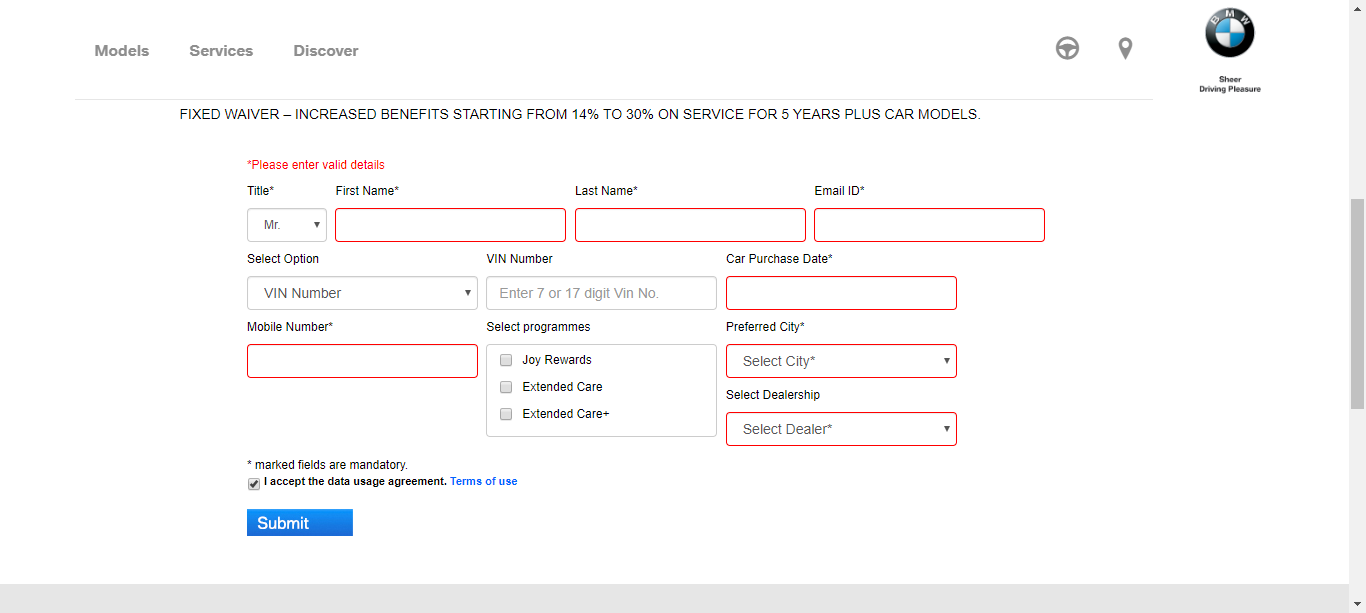 Models Services Discover
BMW
Sheer
Driving Pleasure
FIXED WAIVER – INCREASED BENEFITS STARTING FROM 14% TO 30% ON SERVICE FOR 5 YEARS PLUS CAR MODELS.
*Please enter valid details
Title* First Name* Last Name* Email ID*
Mr.
Select Option VIN Number Car Purchase Date*
VIN Number Enter 7 or 17 digit Vin No.
Mobile Number* Select programmes Preferred City*
Joy Rewards Select City*
Extended Care
Select Dealership
Extended Care+
Select Dealer*
* marked fields are mandatory.
I accept the data usage agreement. Terms of use
Submit